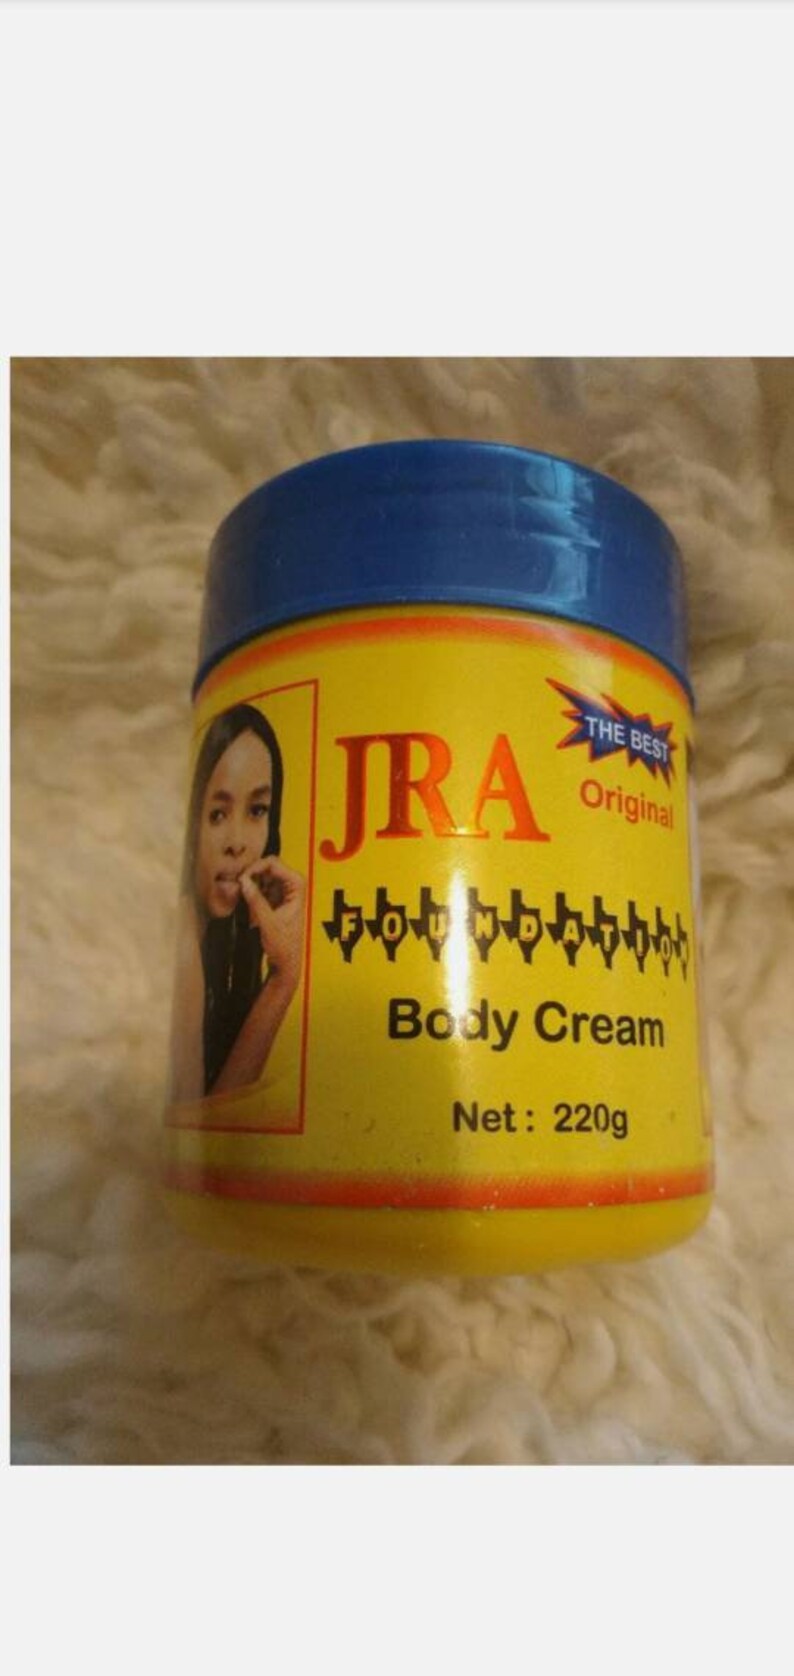 THE BEST
JRA
Original
FOUNDATION
Body Cream
Net : 220g